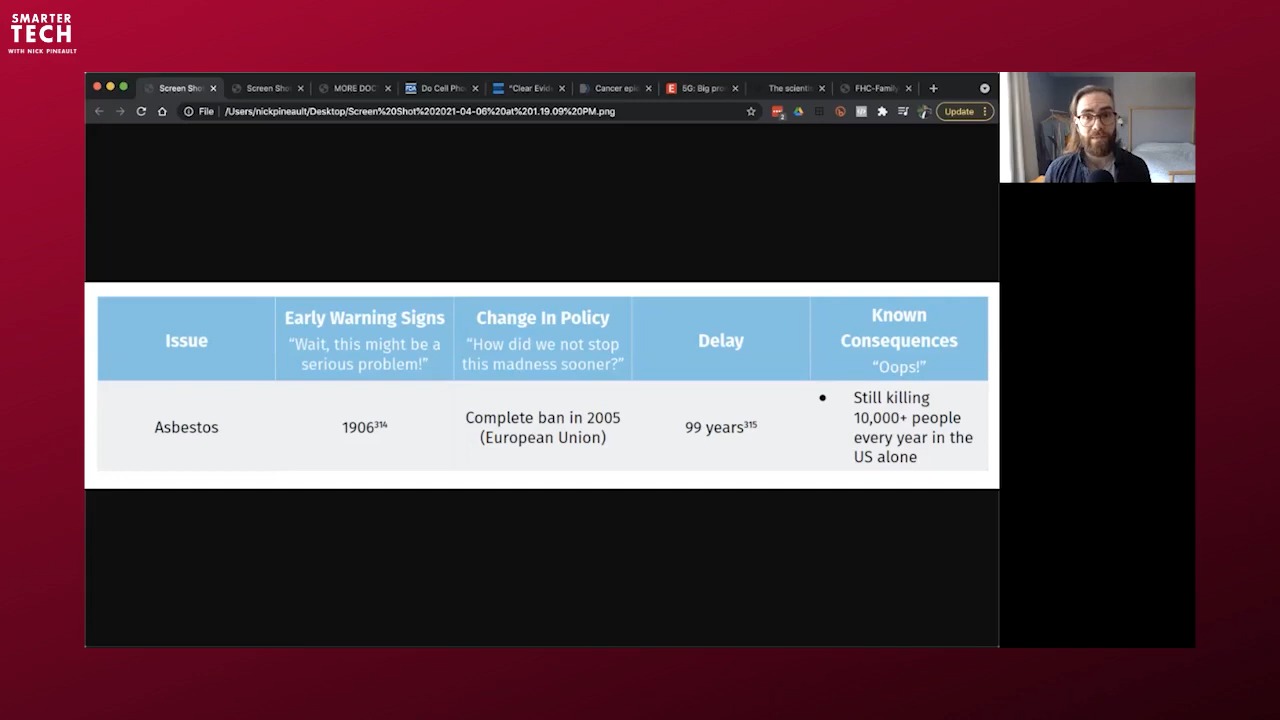 SMARTER
TECH
WITH NICK PINEAULT
Screen Shot
Screen Shot
MORE DOC
Do Cell Pho
"Clear Evide
Cancer epi
5G: Big pro
The scienti
FHC-Family
File
/Users/nickpineault/Desktop/Screen%20Shot%202021-04-06%20at%201.19.09%20PM.png
Update
Issue
Early Warning Signs
“Wait, this might be a
serious problem!”
Change In Policy
“How did we not stop
this madness sooner?”
Delay
Known
Consequences
“Oops!”
Asbestos
1906³¹⁴
Complete ban in 2005
(European Union)
99 years³¹⁵
• Still killing
10,000+ people
every year in the
US alone